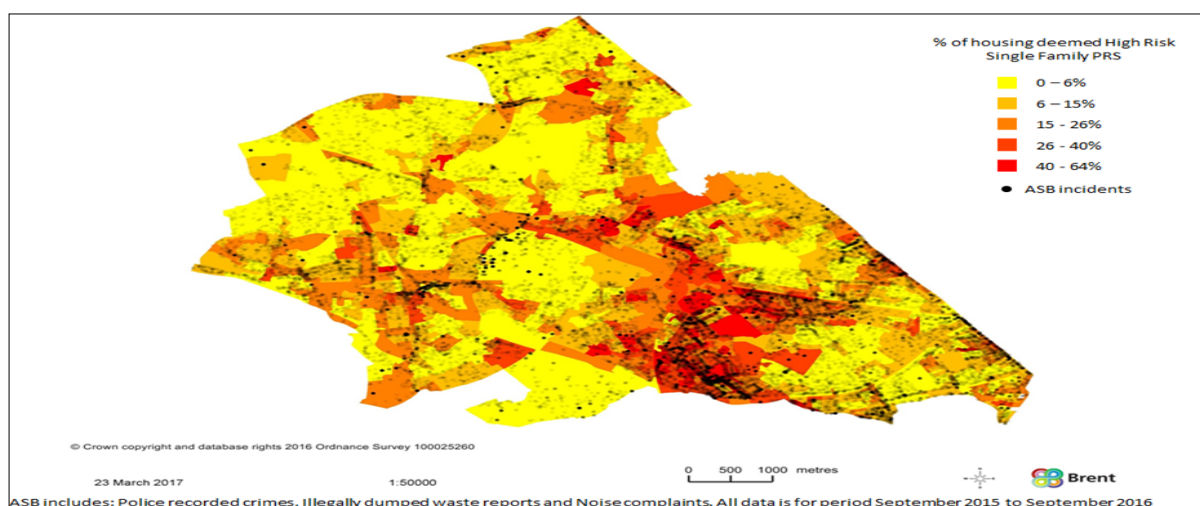 % of housing deemed High Risk
Single Family PRS
0 – 6%
6 – 15%
15 - 26%
26 - 40%
40 - 64%
ASB incidents
© Crown copyright and database rights 2016 Ordnance Survey 100025260
0 500 1000 metres
23 March 2017 1:50000
Brent
ASB includes: Police recorded crimes, Illegally dumped waste reports and Noise complaints. All data is for period September 2015 to September 2016